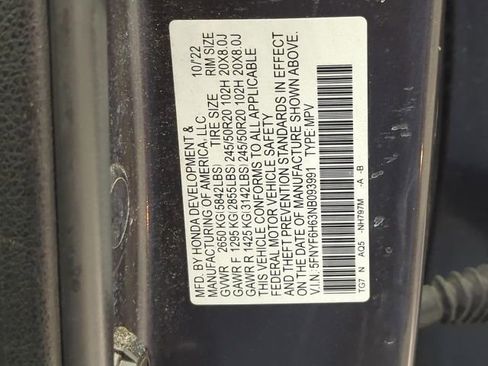 MFD. BY HONDA DEVELOPMENT & 10/22
MANUFACTURING OF AMERICA, LLC
TIRE SIZE RIM SIZE
GVWR 2650 KG (5842LBS)
GAWR F 1295 KG (2855LBS) 245/50R20 102H 20X8.0J
GAWR R 1425 KG (3142LBS) 245/50R20 102H 20X8.0J
THIS VEHICLE CONFORMS TO ALL APPLICABLE
FEDERAL MOTOR VEHICLE SAFETY
AND THEFT PREVENTION STANDARDS IN EFFECT
ON THE DATE OF MANUFACTURE SHOWN ABOVE.
V.I.N: 5FNYF6H63NB093991 TYPE:MPV
TG7 N AQ5 -NH797M -A -B